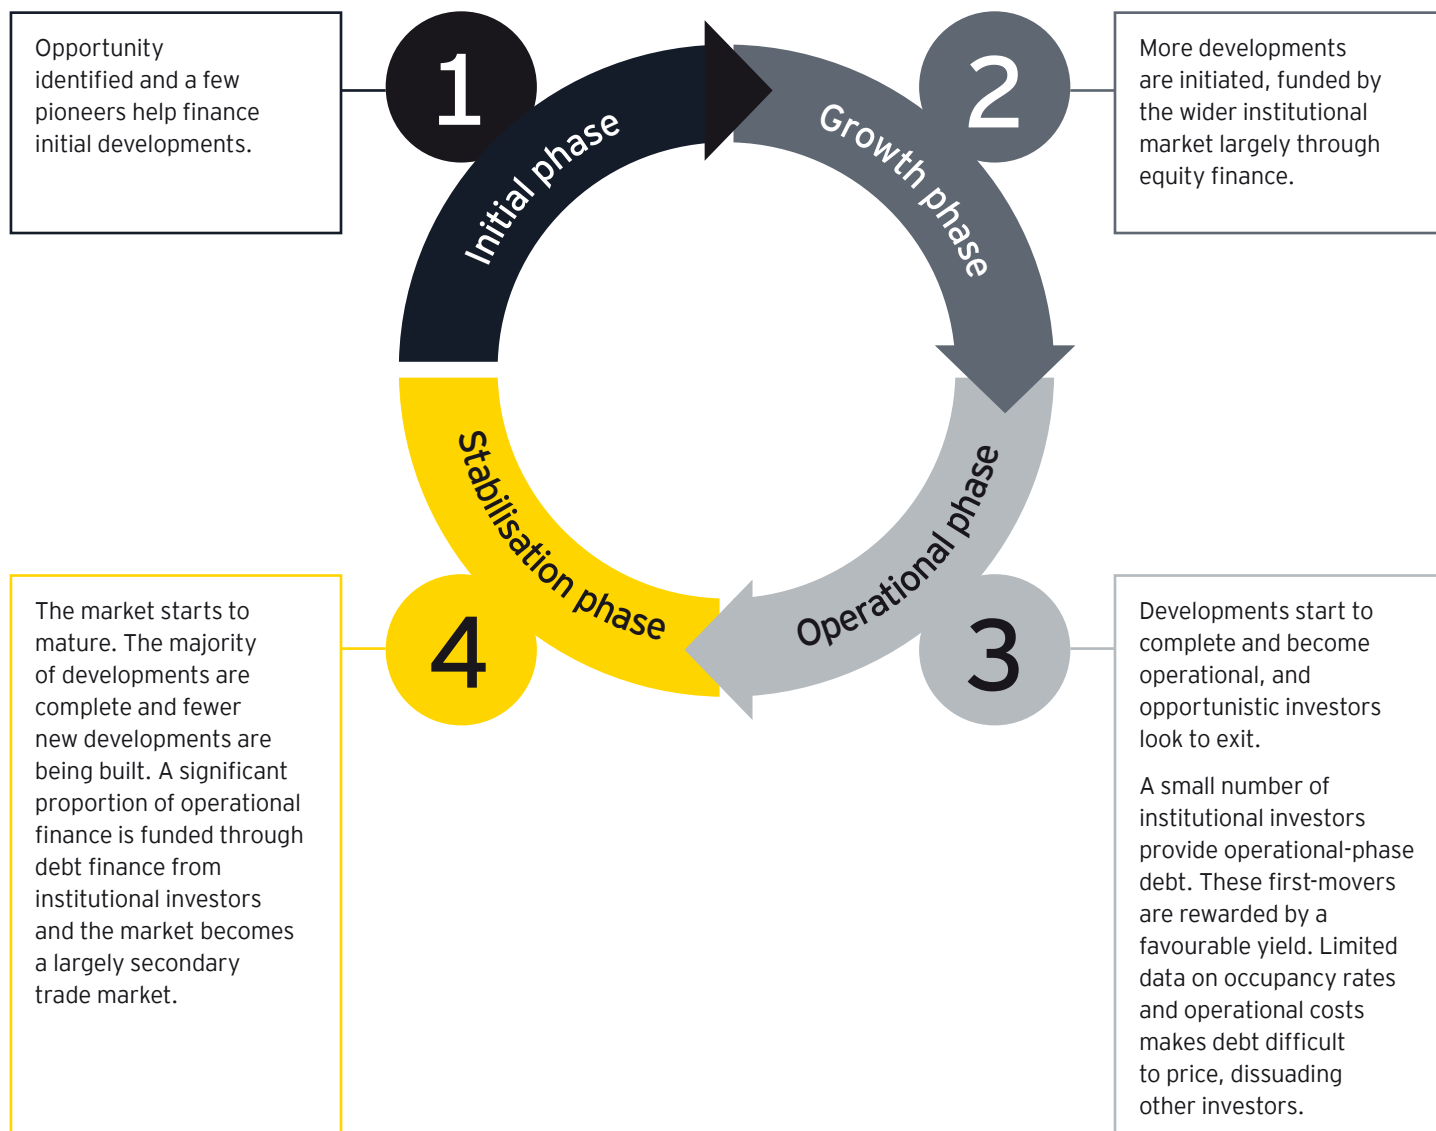 Opportunity
identified and a few
pioneers help finance
initial developments.
1
Initial phase
2
Growth phase
More developments
are initiated, funded by
the wider institutional
market largely through
equity finance.
3
Operational phase
Developments start to
complete and become
operational, and
opportunistic investors
look to exit.
A small number of
institutional investors
provide operational-phase
debt. These first-movers
are rewarded by a
favourable yield. Limited
data on occupancy rates
and operational costs
makes debt difficult
to price, dissuading
other investors.
4
Stabilisation phase
The market starts to
mature. The majority
of developments are
complete and fewer
new developments are
being built. A significant
proportion of operational
finance is funded through
debt finance from
institutional investors
and the market becomes
a largely secondary
trade market.